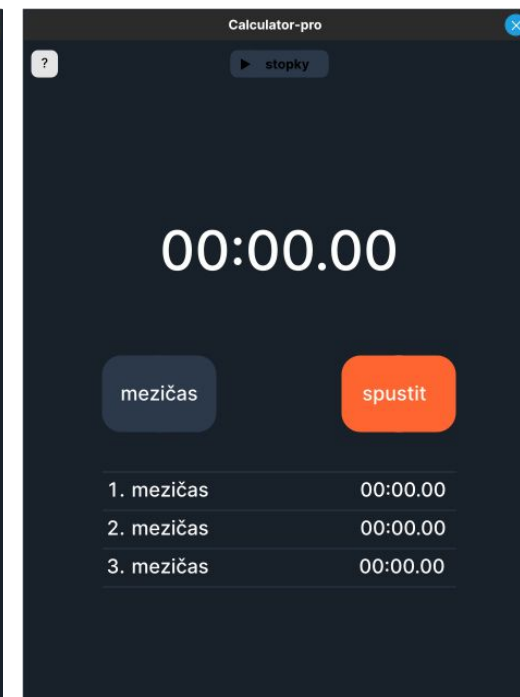 Calculator-pro
?
stopky
00:00.00
mezičas spustit
1. mezičas 00:00.00
2. mezičas 00:00.00
3. mezičas 00:00.00